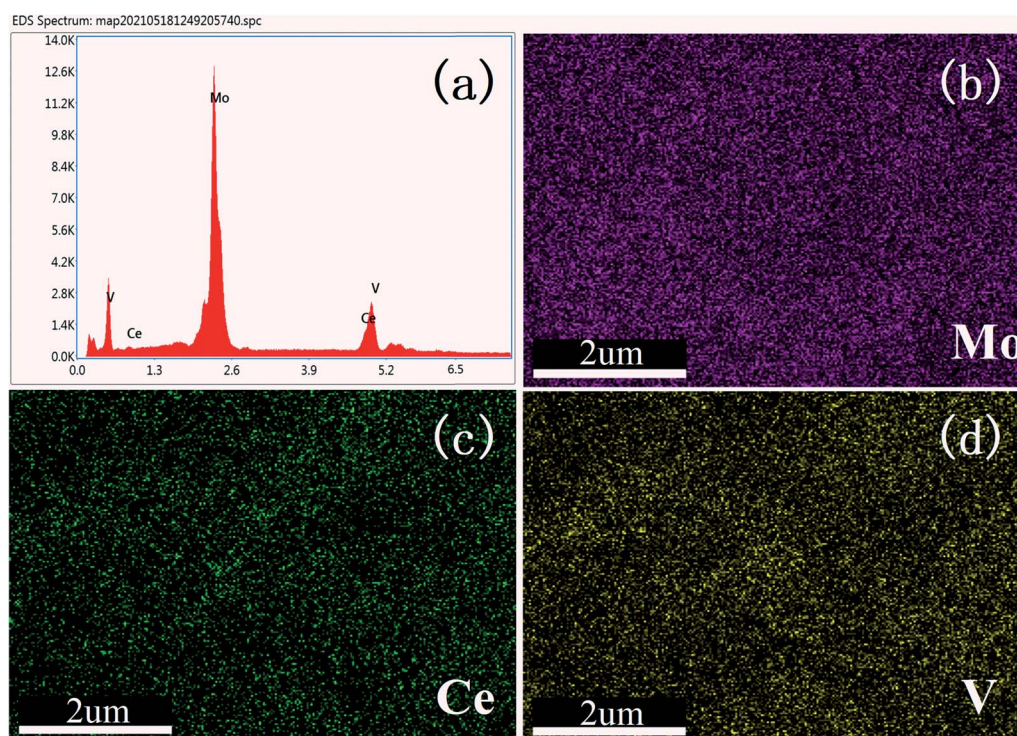 EDS Spectrum: map202105181249205740.spc
14.0K
12.6K
11.2K
9.8K
8.4K
7.0K
5.6K
4.2K
2.8K
1.4K
0.0K
0.0
1.3
2.6
3.9
5.2
6.5
Mo
V
Ce
V
Ce
(a)
(b)
2um
Mo
(c)
2um
Ce
(d)
2um
V